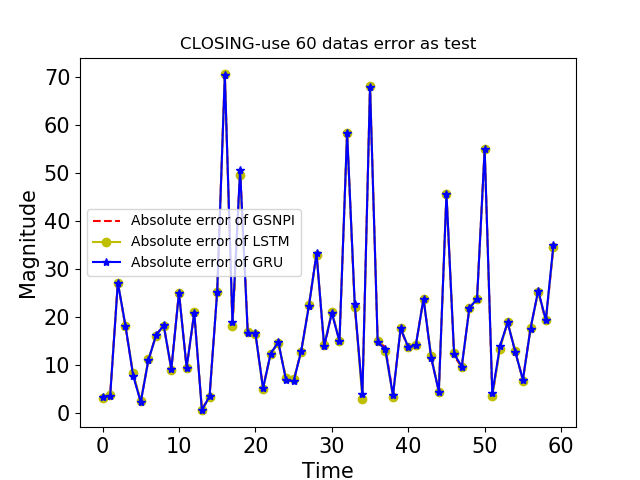 CLOSING-use 60 datas error as test
Magnitude
70
60
50
40
30
20
10
0
Absolute error of GSNPI
Absolute error of LSTM
Absolute error of GRU
0 10 20 30 40 50 60
Time